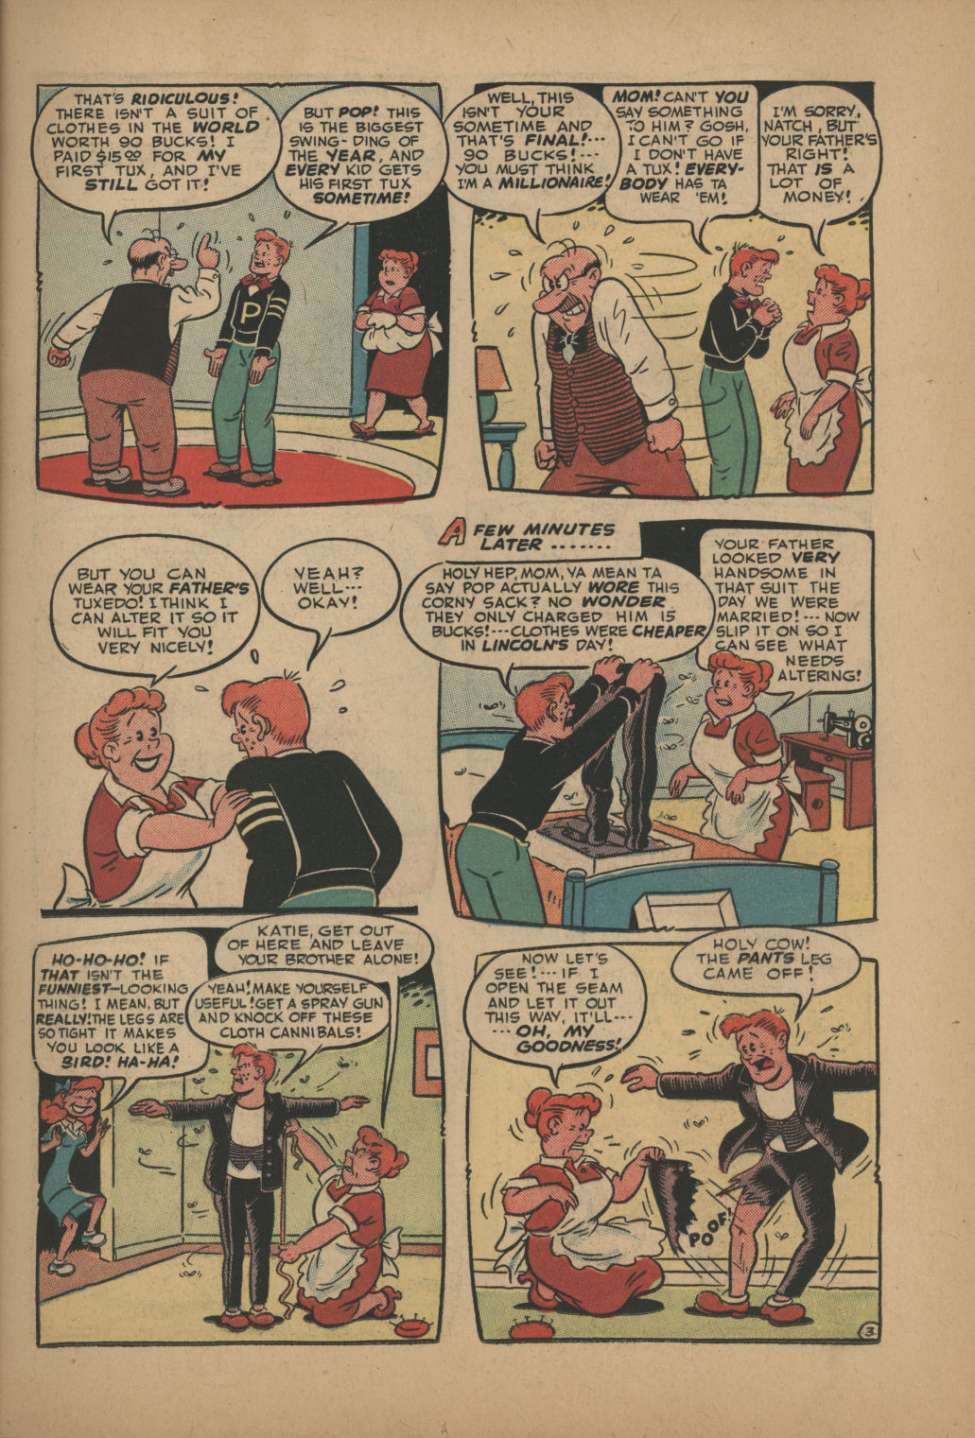 THAT'S RIDICULOUS!
THERE ISN'T A SUIT OF
CLOTHES IN THE WORLD
WORTH 90 BUCKS! I
PAID $15.00 FOR MY
FIRST TUX, AND I'VE
STILL GOT IT!
BUT POP! THIS
IS THE BIGGEST
SWING-DING OF
THE YEAR, AND
EVERY KID GETS
HIS FIRST TUX
SOMETIME!
P
WELL, THIS
ISN'T YOUR
SOMETIME AND
THAT'S FINAL!---
90 BUCKS!---
YOU MUST THINK
I'M A MILLIONAIRE!
MOM! CAN'T YOU
SAY SOMETHING
TO HIM? GOSH,
I CAN'T GO IF
I DON'T HAVE
A TUX! EVERY-
BODY HAS TA
WEAR 'EM!
I'M SORRY,
NATCH, BUT
YOUR FATHER'S
RIGHT!
THAT IS A
LOT OF
MONEY!
BUT YOU CAN
WEAR YOUR FATHER'S
TUXEDO! I THINK I
CAN ALTER IT SO IT
WILL FIT YOU
VERY NICELY!
YEAH?
WELL---
OKAY!
A FEW MINUTES
LATER .......
HOLY HEP, MOM, YA MEAN TA
SAY POP ACTUALLY WORE THIS
CORNY SACK? NO WONDER
THEY ONLY CHARGED HIM 15
BUCKS!---CLOTHES WERE CHEAPER
IN LINCOLN'S DAY!
YOUR FATHER
LOOKED VERY
HANDSOME IN
THAT SUIT THE
DAY WE WERE
MARRIED!---NOW
SLIP IT ON SO I
CAN SEE WHAT
NEEDS
ALTERING!
HO-HO-HO! IF
THAT ISN'T THE
FUNNIEST-LOOKING
THING! I MEAN, BUT
REALLY! THE LEGS ARE
SO TIGHT IT MAKES
YOU LOOK LIKE A
BIRD! HA-HA!
KATIE, GET OUT
OF HERE AND LEAVE
YOUR BROTHER ALONE!
YEAH! MAKE YOURSELF
USEFUL! GET A SPRAY GUN
AND KNOCK OFF THESE
CLOTH CANNIBALS!
NOW LET'S
SEE!---IF I
OPEN THE SEAM
AND LET IT OUT
THIS WAY, IT'LL----
---OH, MY
GOODNESS!
HOLY COW!
THE PANTS LEG
CAME OFF!
POOF!
3